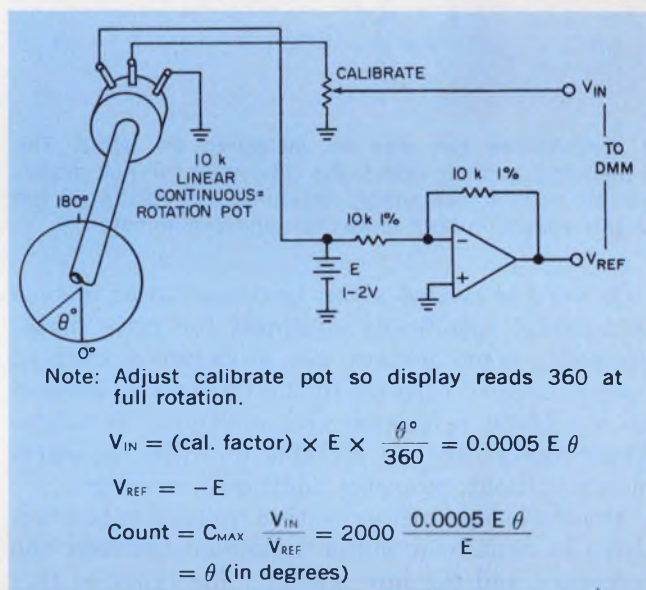 CALIBRATE
V_IN
TO
DMM
10 k
LINEAR
CONTINUOUS=
ROTATION POT
10 k 1%
10 k 1%
180°
E
1-2V
−
+
V_REF
θ°
0°
Note: Adjust calibrate pot so display reads 360 at
full rotation.
V_IN = (cal. factor) × E × θ°/360 = 0.0005 E θ
V_REF = −E
Count = C_MAX V_IN/V_REF = 2000 0.0005 E θ/E
= θ (in degrees)